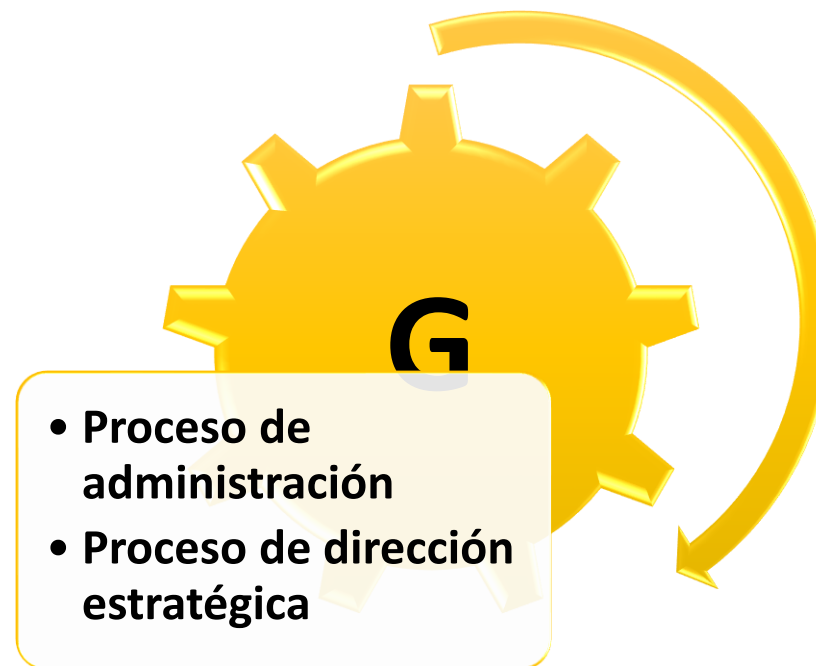 G
• Proceso de
administración
• Proceso de dirección
estratégica